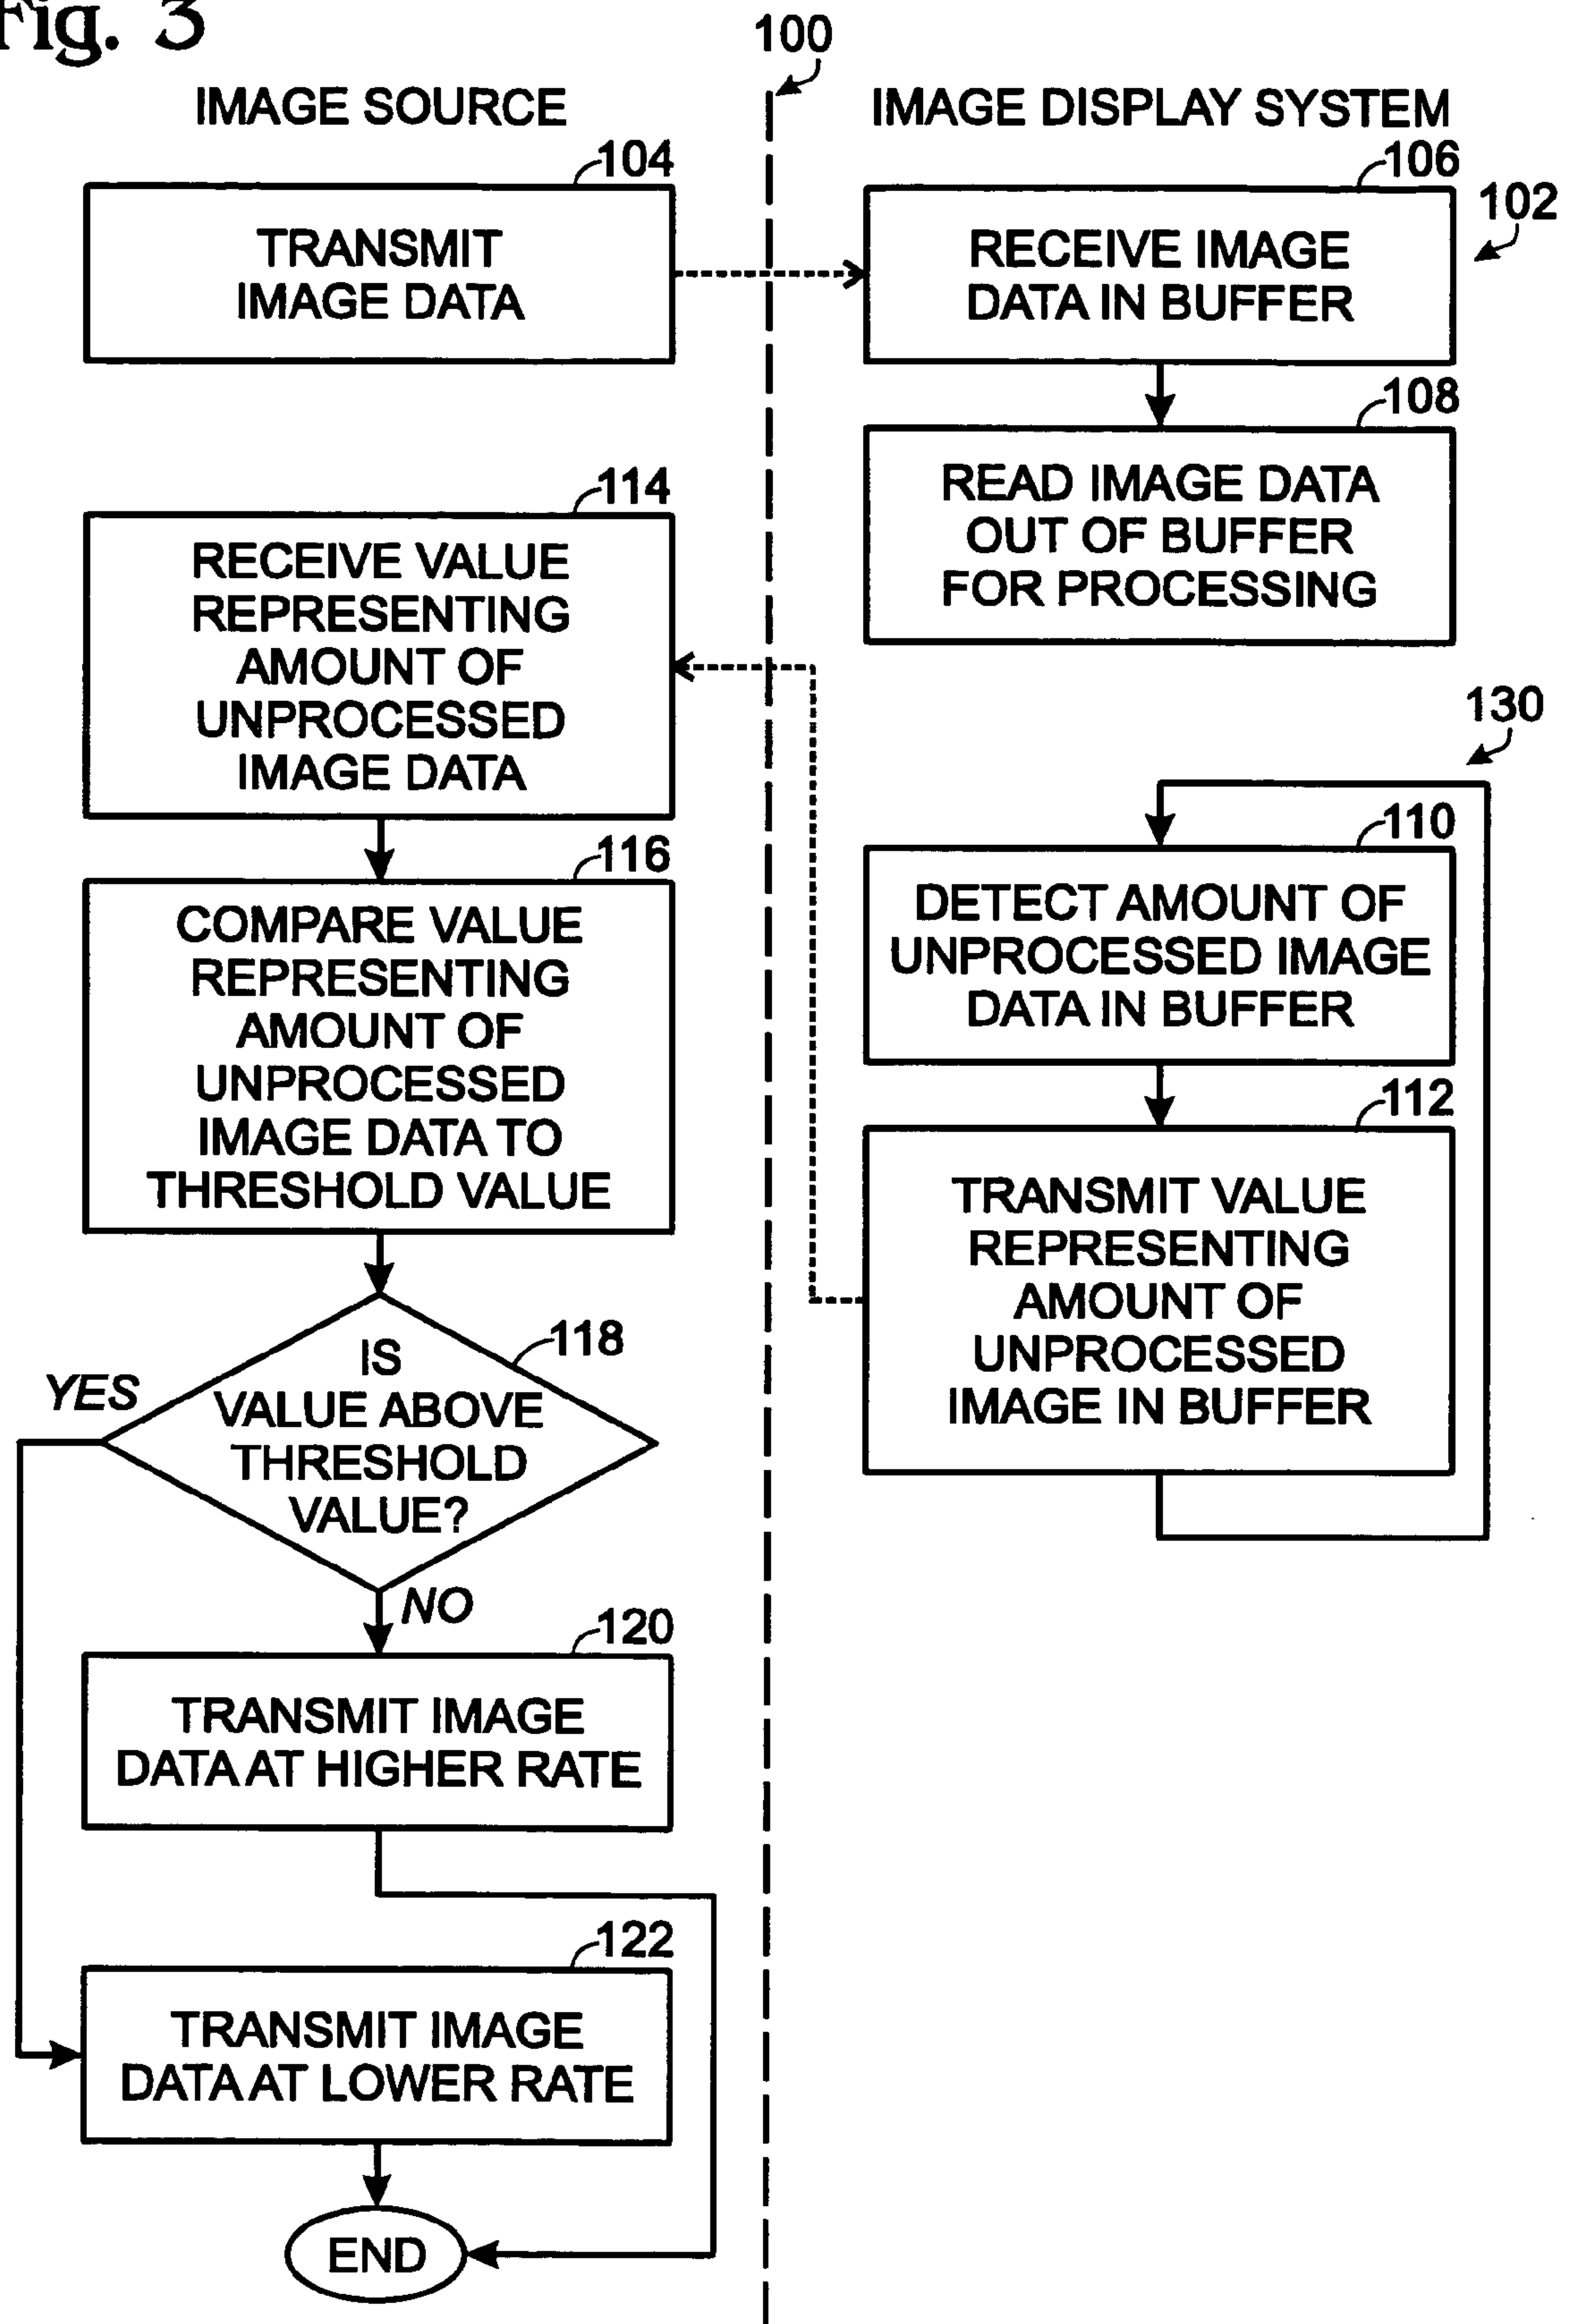 Fig. 3
100
IMAGE SOURCE
IMAGE DISPLAY SYSTEM
104
TRANSMIT
IMAGE DATA
106
102
RECEIVE IMAGE
DATA IN BUFFER
108
READ IMAGE DATA
OUT OF BUFFER
FOR PROCESSING
114
RECEIVE VALUE
REPRESENTING
AMOUNT OF
UNPROCESSED
IMAGE DATA
130
110
DETECT AMOUNT OF
UNPROCESSED IMAGE
DATA IN BUFFER
112
TRANSMIT VALUE
REPRESENTING
AMOUNT OF
UNPROCESSED
IMAGE IN BUFFER
116
COMPARE VALUE
REPRESENTING
AMOUNT OF
UNPROCESSED
IMAGE DATA TO
THRESHOLD VALUE
118
IS
VALUE ABOVE
THRESHOLD
VALUE?
YES
NO
120
TRANSMIT IMAGE
DATA AT HIGHER RATE
122
TRANSMIT IMAGE
DATA AT LOWER RATE
END